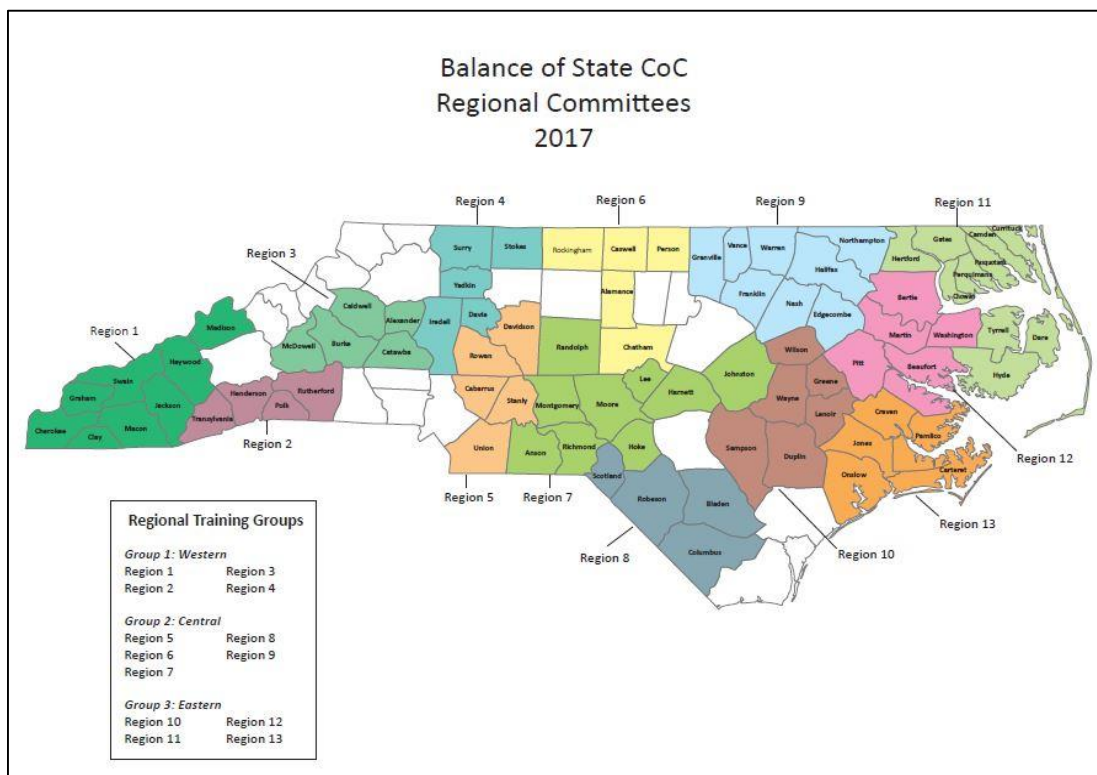 Balance of State CoC
Regional Committees
2017
Region 4
Region 6
Region 9
Region 11
Region 3
Region 1
Surry
Stokes
Rockingham
Caswell
Person
Granville
Vance
Warren
Northampton
Hertford
Gates
Camden
Currituck
Pasquotank
Perquimans
Chowan
Halifax
Yadkin
Alamance
Franklin
Nash
Edgecombe
Bertie
Caldwell
Alexander
Iredell
Davie
Davidson
Madison
McDowell
Burke
Catawba
Rowan
Randolph
Chatham
Wilson
Martin
Washington
Tyrrell
Dare
Haywood
Swain
Graham
Jackson
Cherokee
Clay
Macon
Transylvania
Henderson
Polk
Rutherford
Cabarrus
Stanly
Montgomery
Moore
Lee
Harnett
Johnston
Wayne
Greene
Pitt
Beaufort
Hyde
Lenoir
Craven
Pamlico
Jones
Carteret
Onslow
Union
Anson
Richmond
Hoke
Scotland
Sampson
Duplin
Robeson
Bladen
Columbus
Region 2
Region 5
Region 7
Region 8
Region 10
Region 12
Region 13
Regional Training Groups
Group 1: Western
Region 1 Region 3
Region 2 Region 4
Group 2: Central
Region 5 Region 8
Region 6 Region 9
Region 7
Group 3: Eastern
Region 10 Region 12
Region 11 Region 13